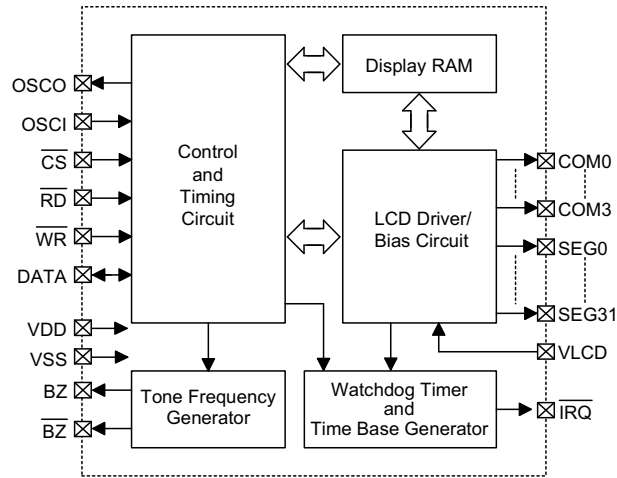 OSCO
OSCI
CS
RD
WR
DATA
VDD
VSS
BZ
BZ
Control
and
Timing
Circuit
Display RAM
LCD Driver/
Bias Circuit
Tone Frequency
Generator
Watchdog Timer
and
Time Base Generator
COM0
COM3
SEG0
SEG31
VLCD
IRQ